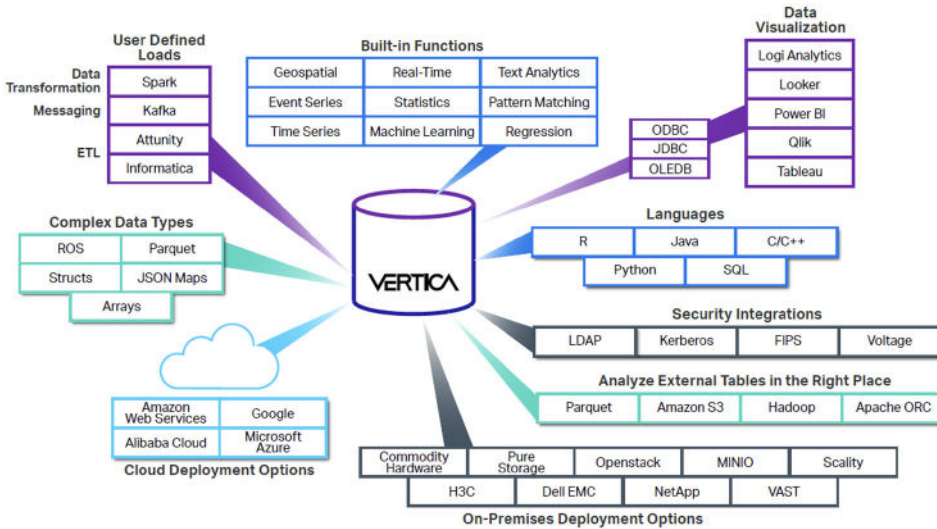 User Defined
Loads
Data
Transformation
Messaging
ETL
Spark
Kafka
Attunity
Informatica
Built-in Functions
Geospatial
Real-Time
Text Analytics
Event Series
Statistics
Pattern Matching
Time Series
Machine Learning
Regression
Data
Visualization
Logi Analytics
Looker
Power BI
Qlik
Tableau
ODBC
JDBC
OLEDB
Complex Data Types
ROS
Parquet
Structs
JSON Maps
Arrays
VERTICA
Languages
R
Java
C/C++
Python
SQL
Security Integrations
LDAP
Kerberos
FIPS
Voltage
Analyze External Tables in the Right Place
Parquet
Amazon S3
Hadoop
Apache ORC
Amazon
Web Services
Google
Alibaba Cloud
Microsoft
Azure
Cloud Deployment Options
Commodity
Hardware
Pure
Storage
Openstack
MINIO
Scality
H3C
Dell EMC
NetApp
VAST
On-Premises Deployment Options